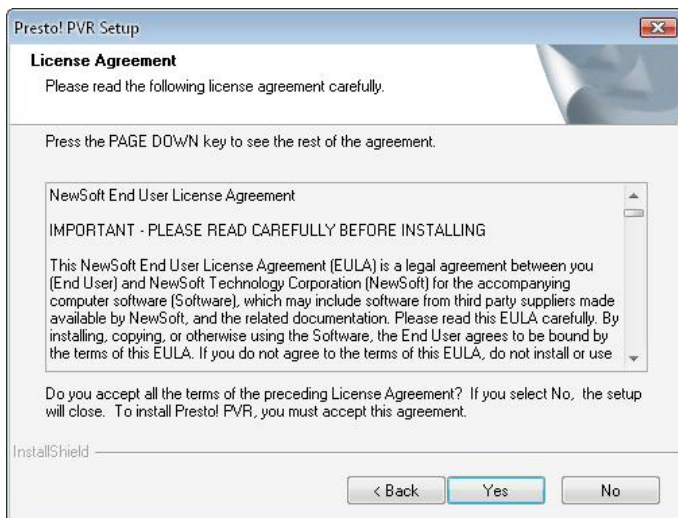 Presto! PVR Setup
License Agreement
Please read the following license agreement carefully.
Press the PAGE DOWN key to see the rest of the agreement.
NewSoft End User License Agreement
IMPORTANT - PLEASE READ CAREFULLY BEFORE INSTALLING
This NewSoft End User License Agreement (EULA) is a legal agreement between you
(End User) and NewSoft Technology Corporation (NewSoft) for the accompanying
computer software (Software), which may include software from third party suppliers made
available by NewSoft, and the related documentation. Please read this EULA carefully. By
installing, copying, or otherwise using the Software, the End User agrees to be bound by
the terms of this EULA. If you do not agree to the terms of this EULA, do not install or use
Do you accept all the terms of the preceding License Agreement? If you select No, the setup
will close. To install Presto! PVR, you must accept this agreement.
InstallShield
< Back
Yes
No